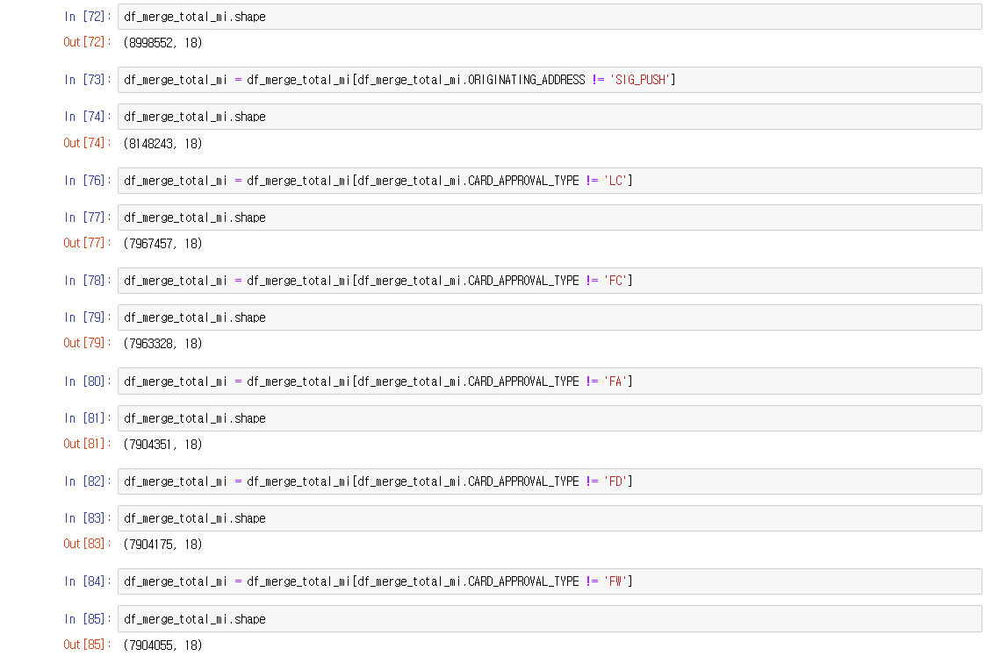 In [72]: df_merge_total_mi.shape
Out[72]: (8998552, 18)
In [73]: df_merge_total_mi = df_merge_total_mi[df_merge_total_mi.ORIGINATING_ADDRESS != 'SIG_PUSH']
In [74]: df_merge_total_mi.shape
Out[74]: (8148243, 18)
In [76]: df_merge_total_mi = df_merge_total_mi[df_merge_total_mi.CARD_APPROVAL_TYPE != 'LC']
In [77]: df_merge_total_mi.shape
Out[77]: (7967457, 18)
In [78]: df_merge_total_mi = df_merge_total_mi[df_merge_total_mi.CARD_APPROVAL_TYPE != 'FC']
In [79]: df_merge_total_mi.shape
Out[79]: (7963328, 18)
In [80]: df_merge_total_mi = df_merge_total_mi[df_merge_total_mi.CARD_APPROVAL_TYPE != 'FA']
In [81]: df_merge_total_mi.shape
Out[81]: (7904351, 18)
In [82]: df_merge_total_mi = df_merge_total_mi[df_merge_total_mi.CARD_APPROVAL_TYPE != 'FD']
In [83]: df_merge_total_mi.shape
Out[83]: (7904175, 18)
In [84]: df_merge_total_mi = df_merge_total_mi[df_merge_total_mi.CARD_APPROVAL_TYPE != 'FW']
In [85]: df_merge_total_mi.shape
Out[85]: (7904055, 18)